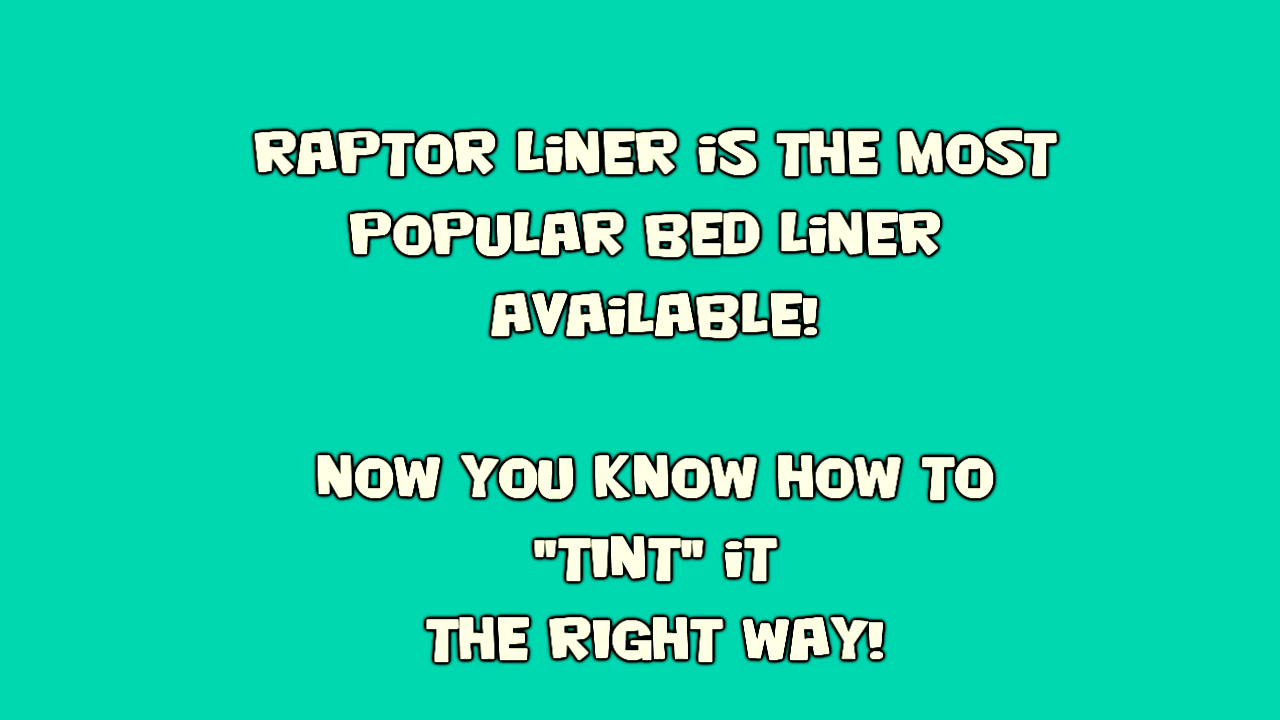 RAPTOR LiNER iS THE MOST
POPULAR BED LiNER
AVAiLABLE!
NOW YOU KNOW HOW TO
"TINT" iT
THE RIGHT WAY!